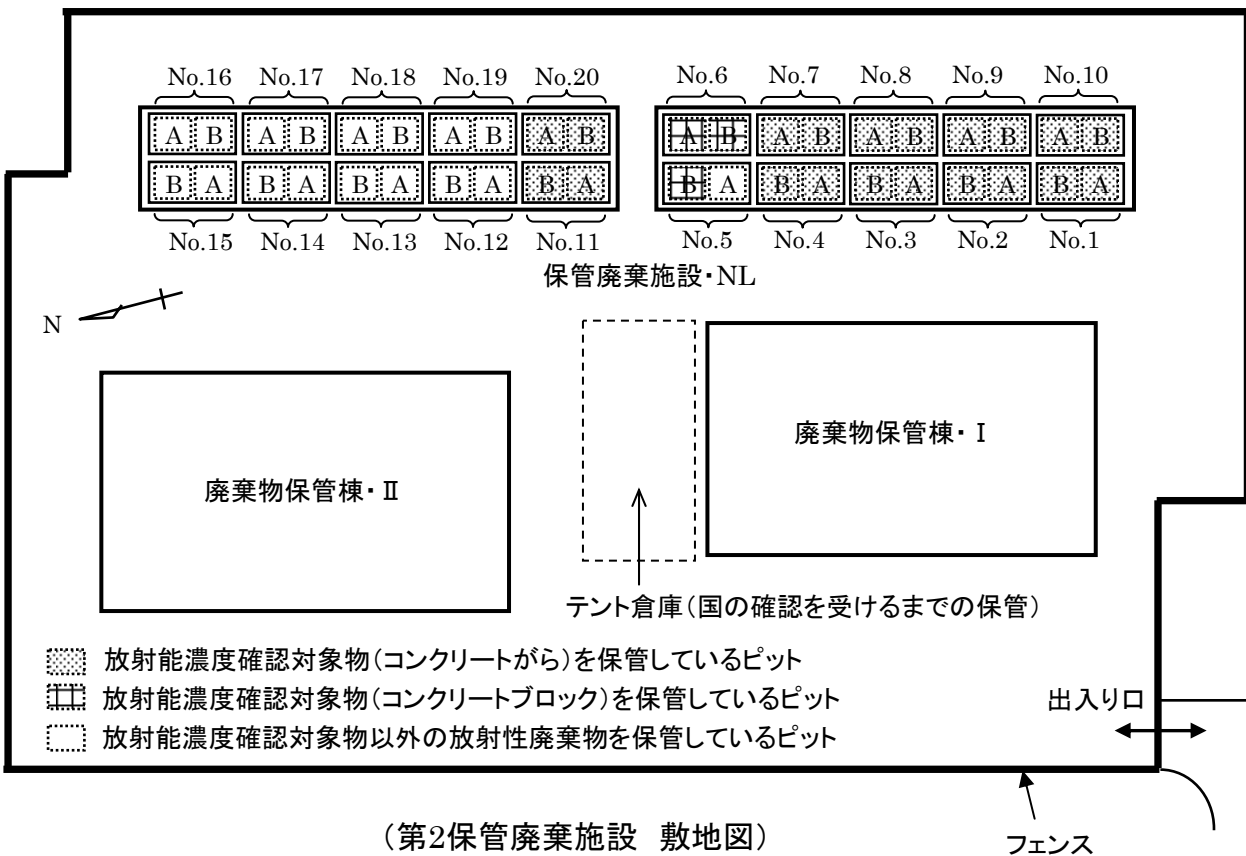 No.16 No.17 No.18 No.19 No.20 No.6 No.7 No.8 No.9 No.10
A B A B A B A B A B A B A B A B A B A B
B A B A B A B A B A B A B A B A B A B A
No.15 No.14 No.13 No.12 No.11 No.5 No.4 No.3 No.2 No.1
保管廃棄施設・NL
N
廃棄物保管棟・Ⅰ
廃棄物保管棟・Ⅱ
テント倉庫(国の確認を受けるまでの保管)
放射能濃度確認対象物(コンクリートがら)を保管しているピット
放射能濃度確認対象物(コンクリートブロック)を保管しているピット
出入り口
放射能濃度確認対象物以外の放射性廃棄物を保管しているピット
(第2保管廃棄施設 敷地図)
フェンス